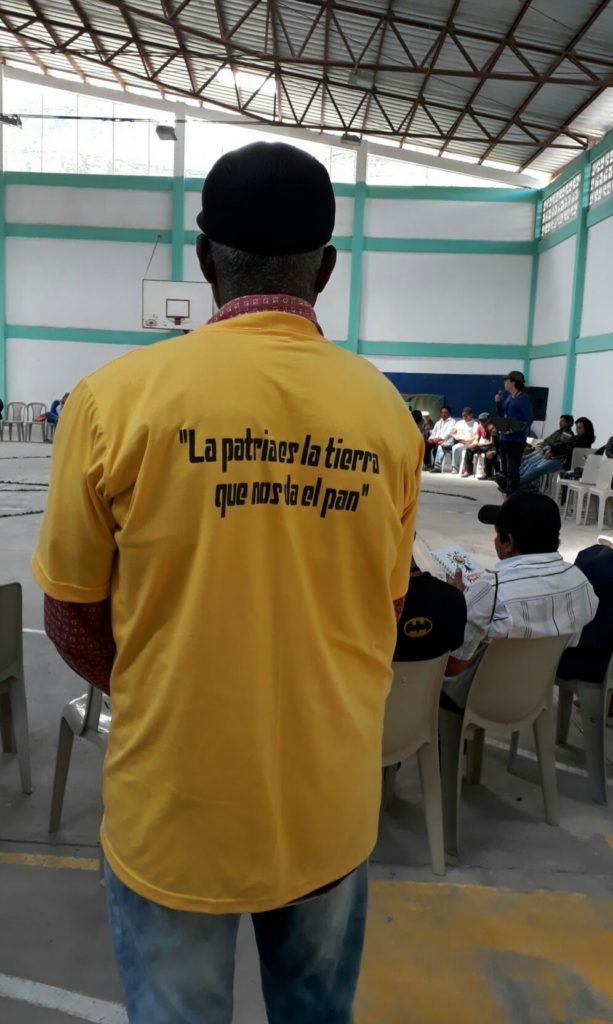 "La patria es la tierra
que nos da el pan"